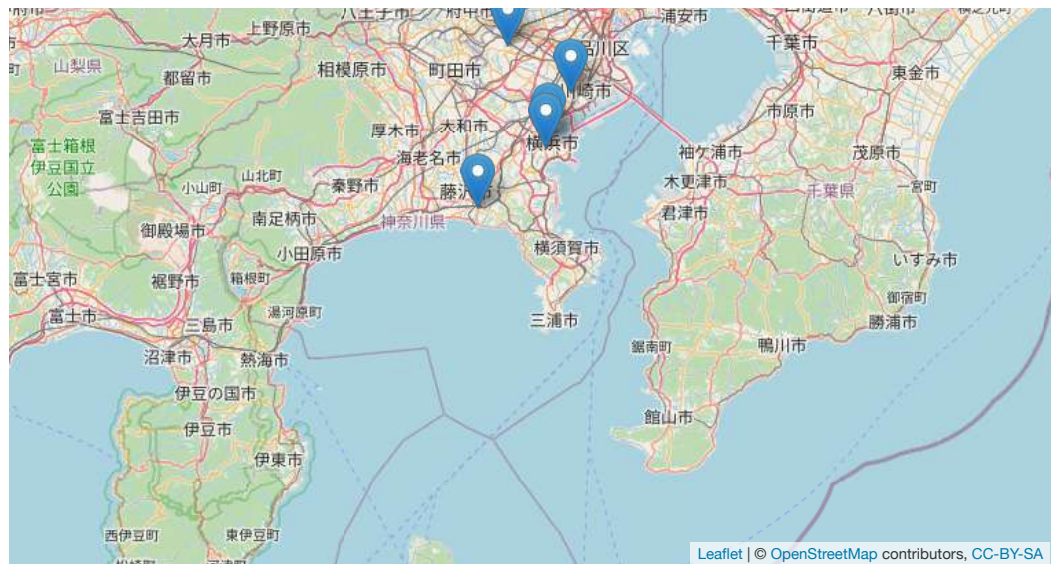 八王子市
府中市
浦安市
上野原市
大月市
品川区
千葉市
山梨県
都留市
相模原市
町田市
川崎市
東金市
富士吉田市
厚木市
大和市
横浜市
市原市
富士箱根
伊豆国立
公園
海老名市
袖ケ浦市
茂原市
小山町
山北町
秦野市
藤沢市
木更津市
千葉県
一宮町
南足柄市
神奈川県
君津市
御殿場市
小田原市
横須賀市
いすみ市
富士宮市
裾野市
箱根町
御宿町
富士市
三島市
湯河原町
三浦市
勝浦市
沼津市
熱海市
鋸南町
鴨川市
伊豆の国市
館山市
伊豆市
伊東市
西伊豆町
東伊豆町
Leaflet | © OpenStreetMap contributors, CC-BY-SA